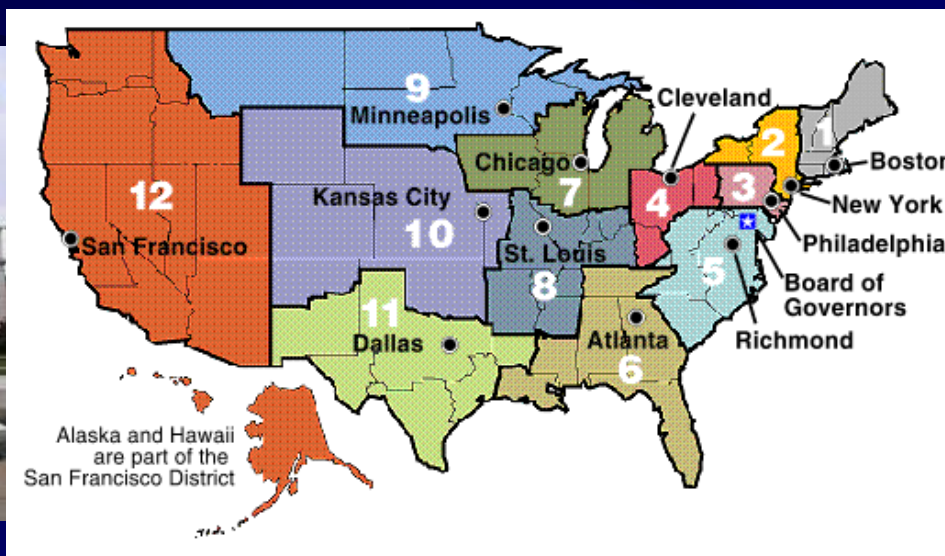 9
Minneapolis
Cleveland
2
1
Boston
Chicago
7
4
3
New York
12
Kansas City
10
San Francisco
St. Louis
8
Philadelphia
5
Board of
Governors
Richmond
11
Dallas
Atlanta
6
Alaska and Hawaii
are part of the
San Francisco District